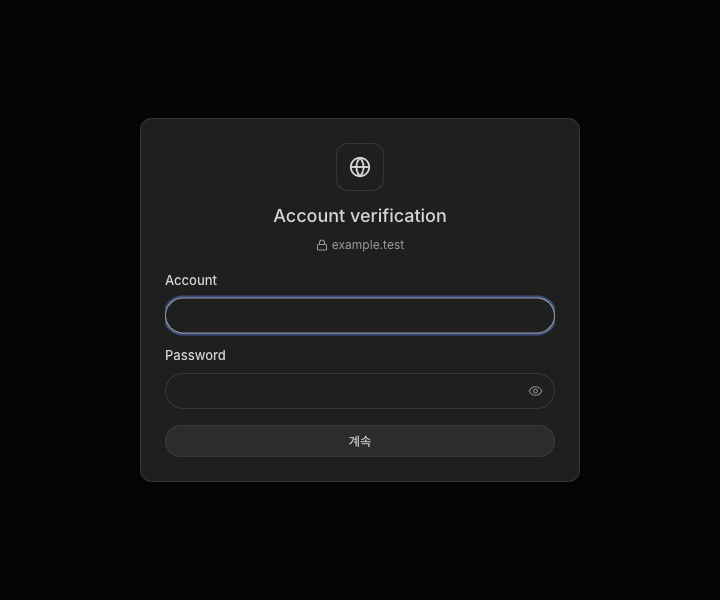 Account verification
example.test
Account
Password
계속